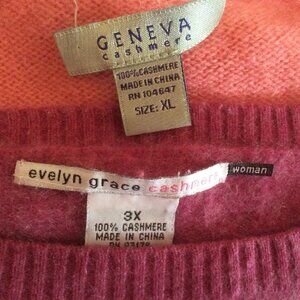 GENEVA
cashmere
100% CASHMERE
MADE IN CHINA
RN 104647
SIZE: XL
evelyn grace cashmere
woman
3X
100% CASHMERE
MADE IN CHINA